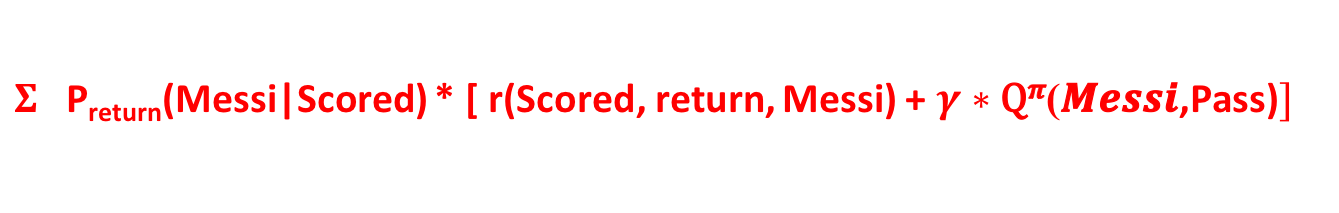 Σ P_return(Messi|Scored) * [ r(Scored, return, Messi) + γ * Q^π(Messi,Pass)]